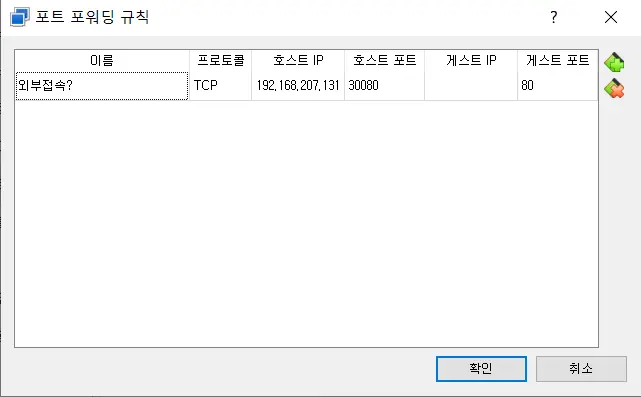 포트 포워딩 규칙 ?
이름 프로토콜 호스트 IP 호스트 포트 게스트 IP 게스트 포트
외부접속? TCP 192,168,207,131 30080 80
확인 취소